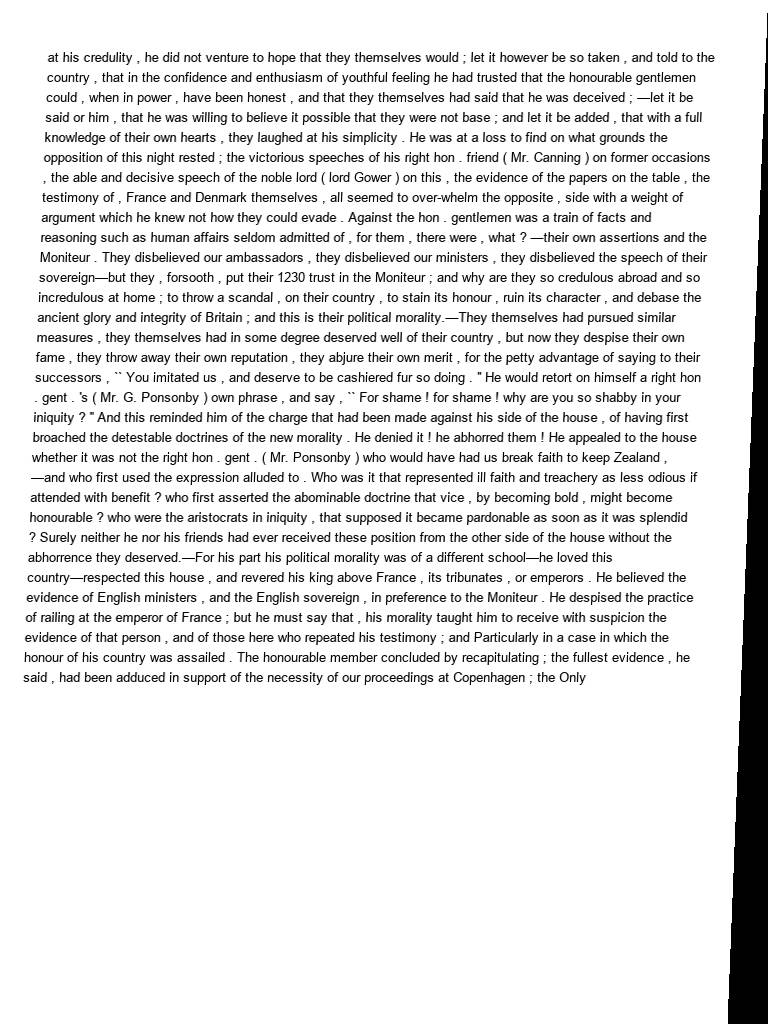 at his credulity , he did not venture to hope that they themselves would ; let it however be so taken , and told to the
country , that in the confidence and enthusiasm of youthful feeling he had trusted that the honourable gentlemen
could , when in power , have been honest , and that they themselves had said that he was deceived ; —let it be
said or him , that he was willing to believe it possible that they were not base ; and let it be added , that with a full
knowledge of their own hearts , they laughed at his simplicity . He was at a loss to find on what grounds the
opposition of this night rested ; the victorious speeches of his right hon . friend ( Mr. Canning ) on former occasions
, the able and decisive speech of the noble lord ( lord Gower ) on this , the evidence of the papers on the table , the
testimony of , France and Denmark themselves , all seemed to over-whelm the opposite , side with a weight of
argument which he knew not how they could evade . Against the hon . gentlemen was a train of facts and
reasoning such as human affairs seldom admitted of , for them , there were , what ? —their own assertions and the
Moniteur . They disbelieved our ambassadors , they disbelieved our ministers , they disbelieved the speech of their
sovereign—but they , forsooth , put their 1230 trust in the Moniteur ; and why are they so credulous abroad and so
incredulous at home ; to throw a scandal , on their country , to stain its honour , ruin its character , and debase the
ancient glory and integrity of Britain ; and this is their political morality.—They themselves had pursued similar
measures , they themselves had in some degree deserved well of their country , but now they despise their own
fame , they throw away their own reputation , they abjure their own merit , for the petty advantage of saying to their
successors , `` You imitated us , and deserve to be cashiered fur so doing . " He would retort on himself a right hon
. gent . 's ( Mr. G. Ponsonby ) own phrase , and say , `` For shame ! for shame ! why are you so shabby in your
iniquity ? " And this reminded him of the charge that had been made against his side of the house , of having first
broached the detestable doctrines of the new morality . He denied it ! he abhorred them ! He appealed to the house
whether it was not the right hon . gent . ( Mr. Ponsonby ) who would have had us break faith to keep Zealand ,
—and who first used the expression alluded to . Who was it that represented ill faith and treachery as less odious if
attended with benefit ? who first asserted the abominable doctrine that vice , by becoming bold , might become
honourable ? who were the aristocrats in iniquity , that supposed it became pardonable as soon as it was splendid
? Surely neither he nor his friends had ever received these position from the other side of the house without the
abhorrence they deserved.—For his part his political morality was of a different school—he loved this
country—respected this house , and revered his king above France , its tribunates , or emperors . He believed the
evidence of English ministers , and the English sovereign , in preference to the Moniteur . He despised the practice
of railing at the emperor of France ; but he must say that , his morality taught him to receive with suspicion the
evidence of that person , and of those here who repeated his testimony ; and Particularly in a case in which the
honour of his country was assailed . The honourable member concluded by recapitulating ; the fullest evidence , he
said , had been adduced in support of the necessity of our proceedings at Copenhagen ; the Only